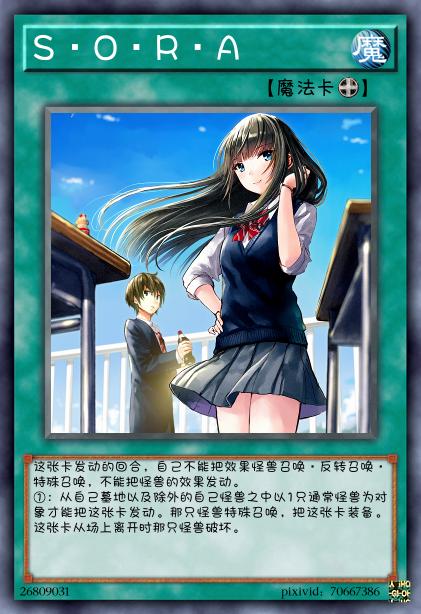 S・O・R・A
魔
【魔法卡】
这张卡发动的回合，自己不能把效果怪兽召唤・反转召唤・
特殊召唤，不能把怪兽的效果发动。
①：从自己墓地以及除外的自己怪兽之中以1只通常怪兽为对
象才能把这张卡发动。那只怪兽特殊召唤，把这张卡装备。
这张卡从场上离开时那只怪兽破坏。
26809031
pixivid: 70667386